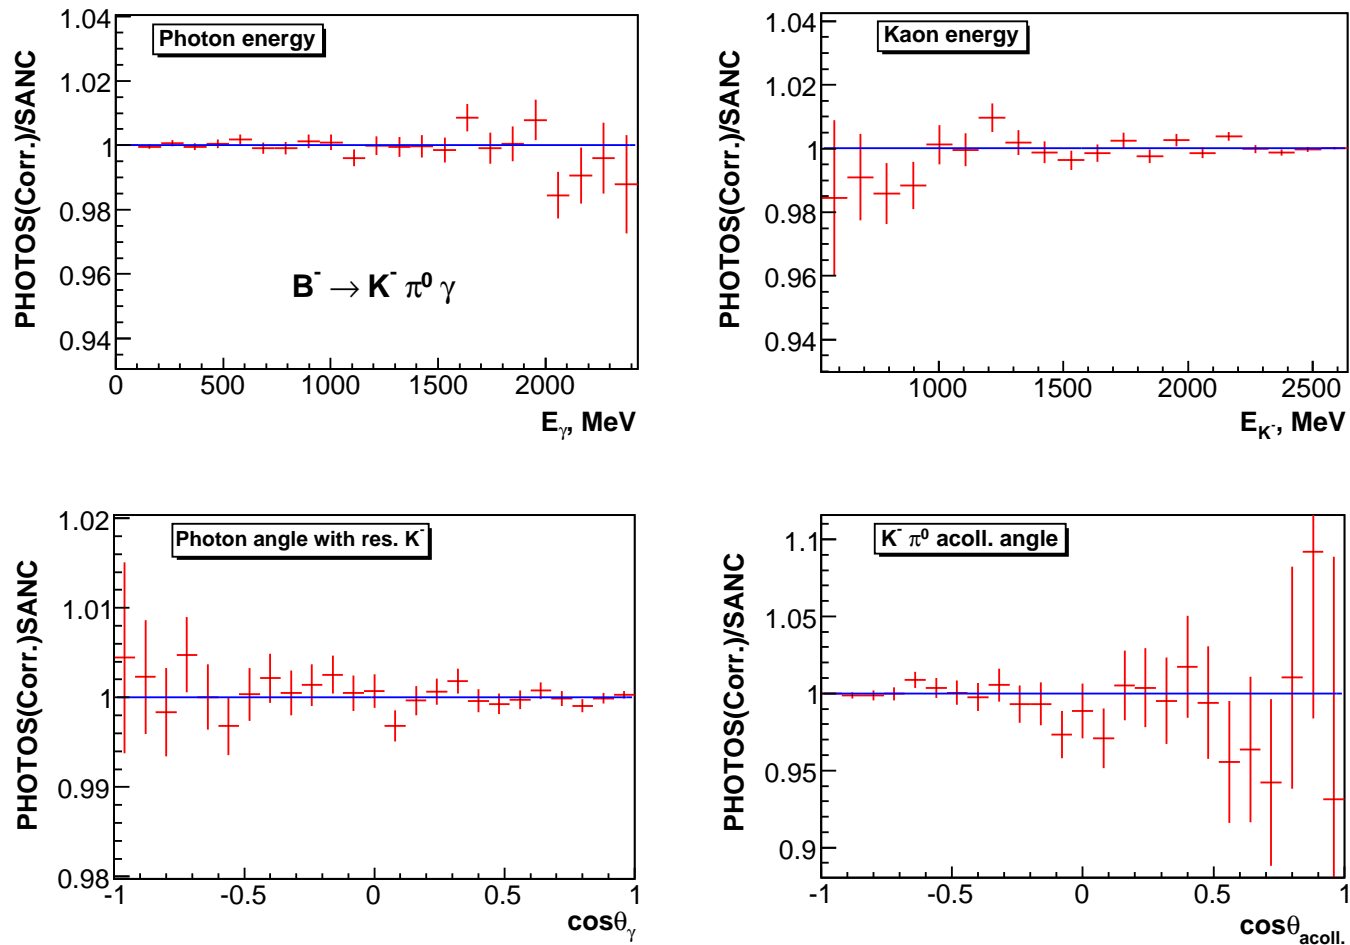 Photon energy
PHOTOS(Corr.)/SANC
1.04
1.02
1
0.98
0.96
0.94
B⁻ → K⁻ π⁰ γ
0 500 1000 1500 2000
E_γ, MeV
Kaon energy
PHOTOS(Corr.)/SANC
1.04
1.02
1
0.98
0.96
0.94
1000 1500 2000 2500
E_K⁻, MeV
Photon angle with res. K⁻
PHOTOS(Corr.)SANC
1.02
1.01
1
0.99
0.98
-1 -0.5 0 0.5 1
cosθ_γ
K⁻ π⁰ acoll. angle
PHOTOS(Corr.)/SANC
1.1
1.05
1
0.95
0.9
-1 -0.5 0 0.5 1
cosθ_acoll.